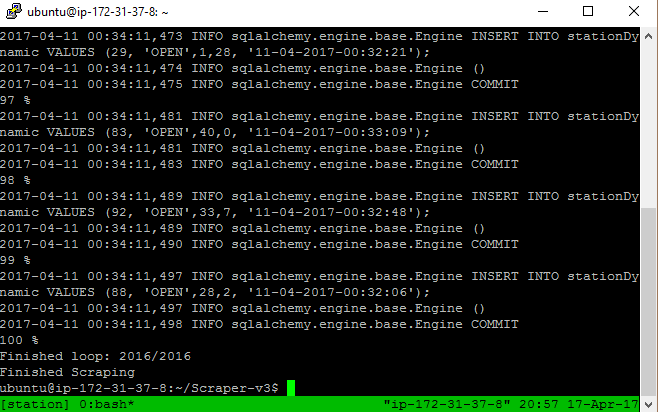 ubuntu@ip-172-31-37-8: ~
2017-04-11 00:34:11,473 INFO sqlalchemy.engine.base.Engine INSERT INTO stationDy
namic VALUES (29, 'OPEN',1,28, '11-04-2017-00:32:21');
2017-04-11 00:34:11,474 INFO sqlalchemy.engine.base.Engine ()
2017-04-11 00:34:11,475 INFO sqlalchemy.engine.base.Engine COMMIT
97 %
2017-04-11 00:34:11,481 INFO sqlalchemy.engine.base.Engine INSERT INTO stationDy
namic VALUES (83, 'OPEN',40,0, '11-04-2017-00:33:09');
2017-04-11 00:34:11,481 INFO sqlalchemy.engine.base.Engine ()
2017-04-11 00:34:11,483 INFO sqlalchemy.engine.base.Engine COMMIT
98 %
2017-04-11 00:34:11,489 INFO sqlalchemy.engine.base.Engine INSERT INTO stationDy
namic VALUES (92, 'OPEN',33,7, '11-04-2017-00:32:48');
2017-04-11 00:34:11,489 INFO sqlalchemy.engine.base.Engine ()
2017-04-11 00:34:11,490 INFO sqlalchemy.engine.base.Engine COMMIT
99 %
2017-04-11 00:34:11,497 INFO sqlalchemy.engine.base.Engine INSERT INTO stationDy
namic VALUES (88, 'OPEN',28,2, '11-04-2017-00:32:06');
2017-04-11 00:34:11,497 INFO sqlalchemy.engine.base.Engine ()
2017-04-11 00:34:11,498 INFO sqlalchemy.engine.base.Engine COMMIT
100 %
Finished loop: 2016/2016
Finished Scraping
ubuntu@ip-172-31-37-8:~/Scraper-v3$
[station] 0:bash* "ip-172-31-37-8" 20:57 17-Apr-17